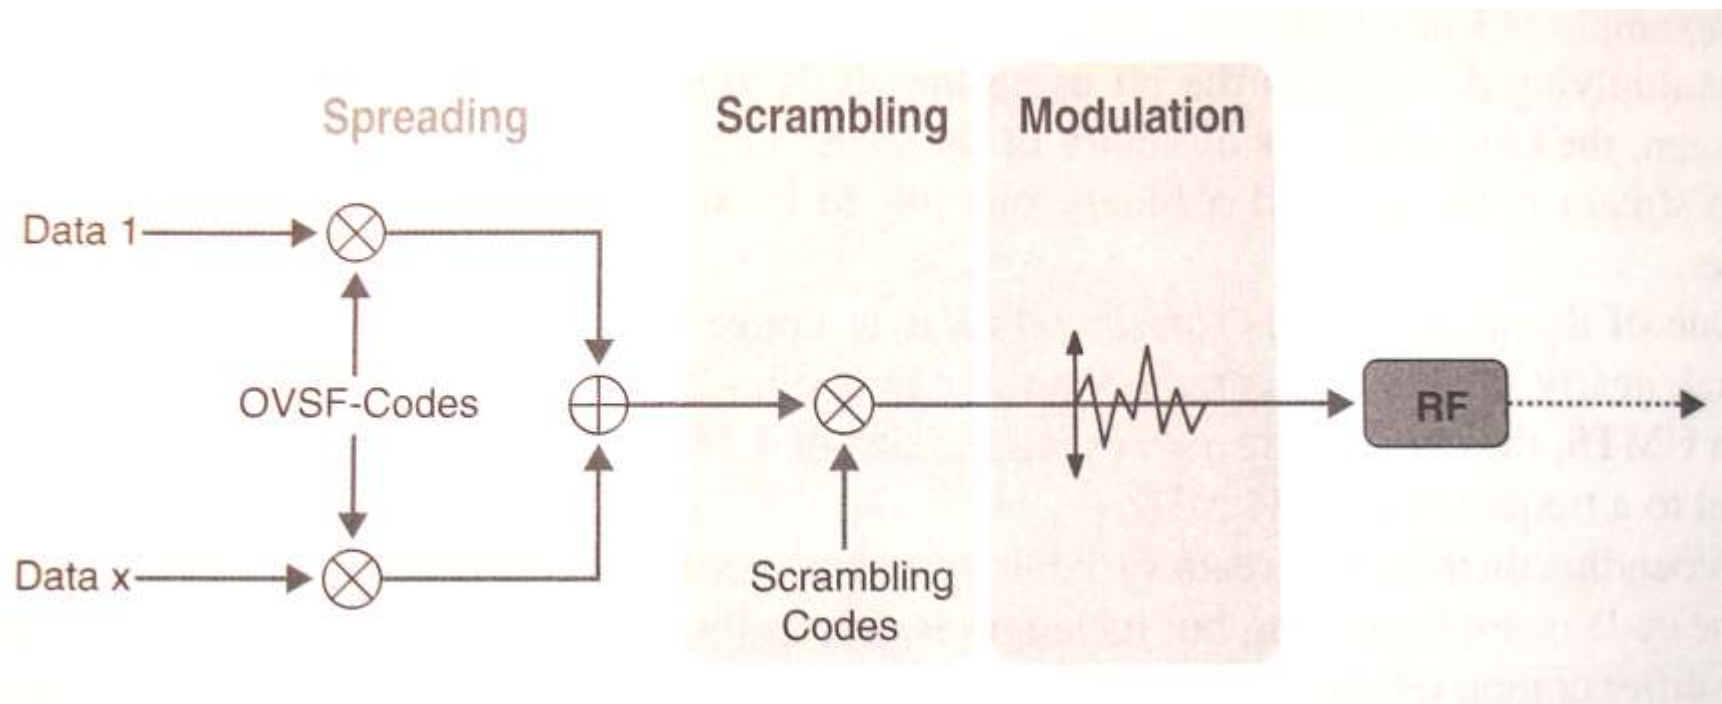 Spreading
Scrambling
Modulation
Data 1
OVSF-Codes
RF
Data x
Scrambling
Codes